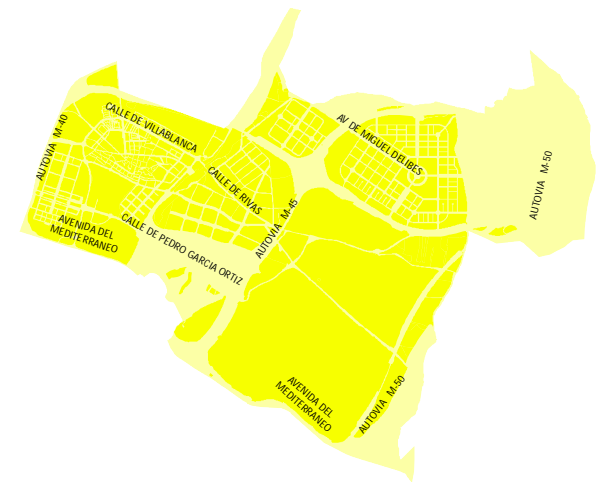 CALLE DE VILLABLANCA
AV DE MIGUEL DELIBES
AUTOVIA M-40
AUTOVIA M-50
CALLE DE RIVAS
AUTOVIA M-45
AVENIDA DEL
MEDITERRANEO
CALLE DE PEDRO GARCIA ORTIZ
AVENIDA DEL
MEDITERRANEO
AUTOVIA M-50